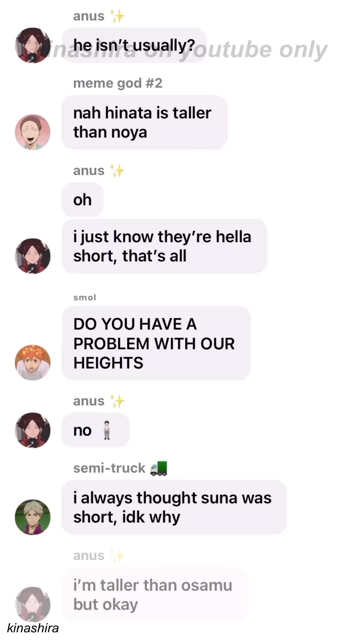 anus ✨
he isn’t usually?
kinashira on youtube only
meme god #2
nah hinata is taller
than noya
anus ✨
oh
i just know they’re hella
short, that’s all
smol
DO YOU HAVE A
PROBLEM WITH OUR
HEIGHTS
anus ✨
no 🧍
semi-truck 🚛
i always thought suna was
short, idk why
anus ✨
i’m taller than osamu
but okay
kinashira